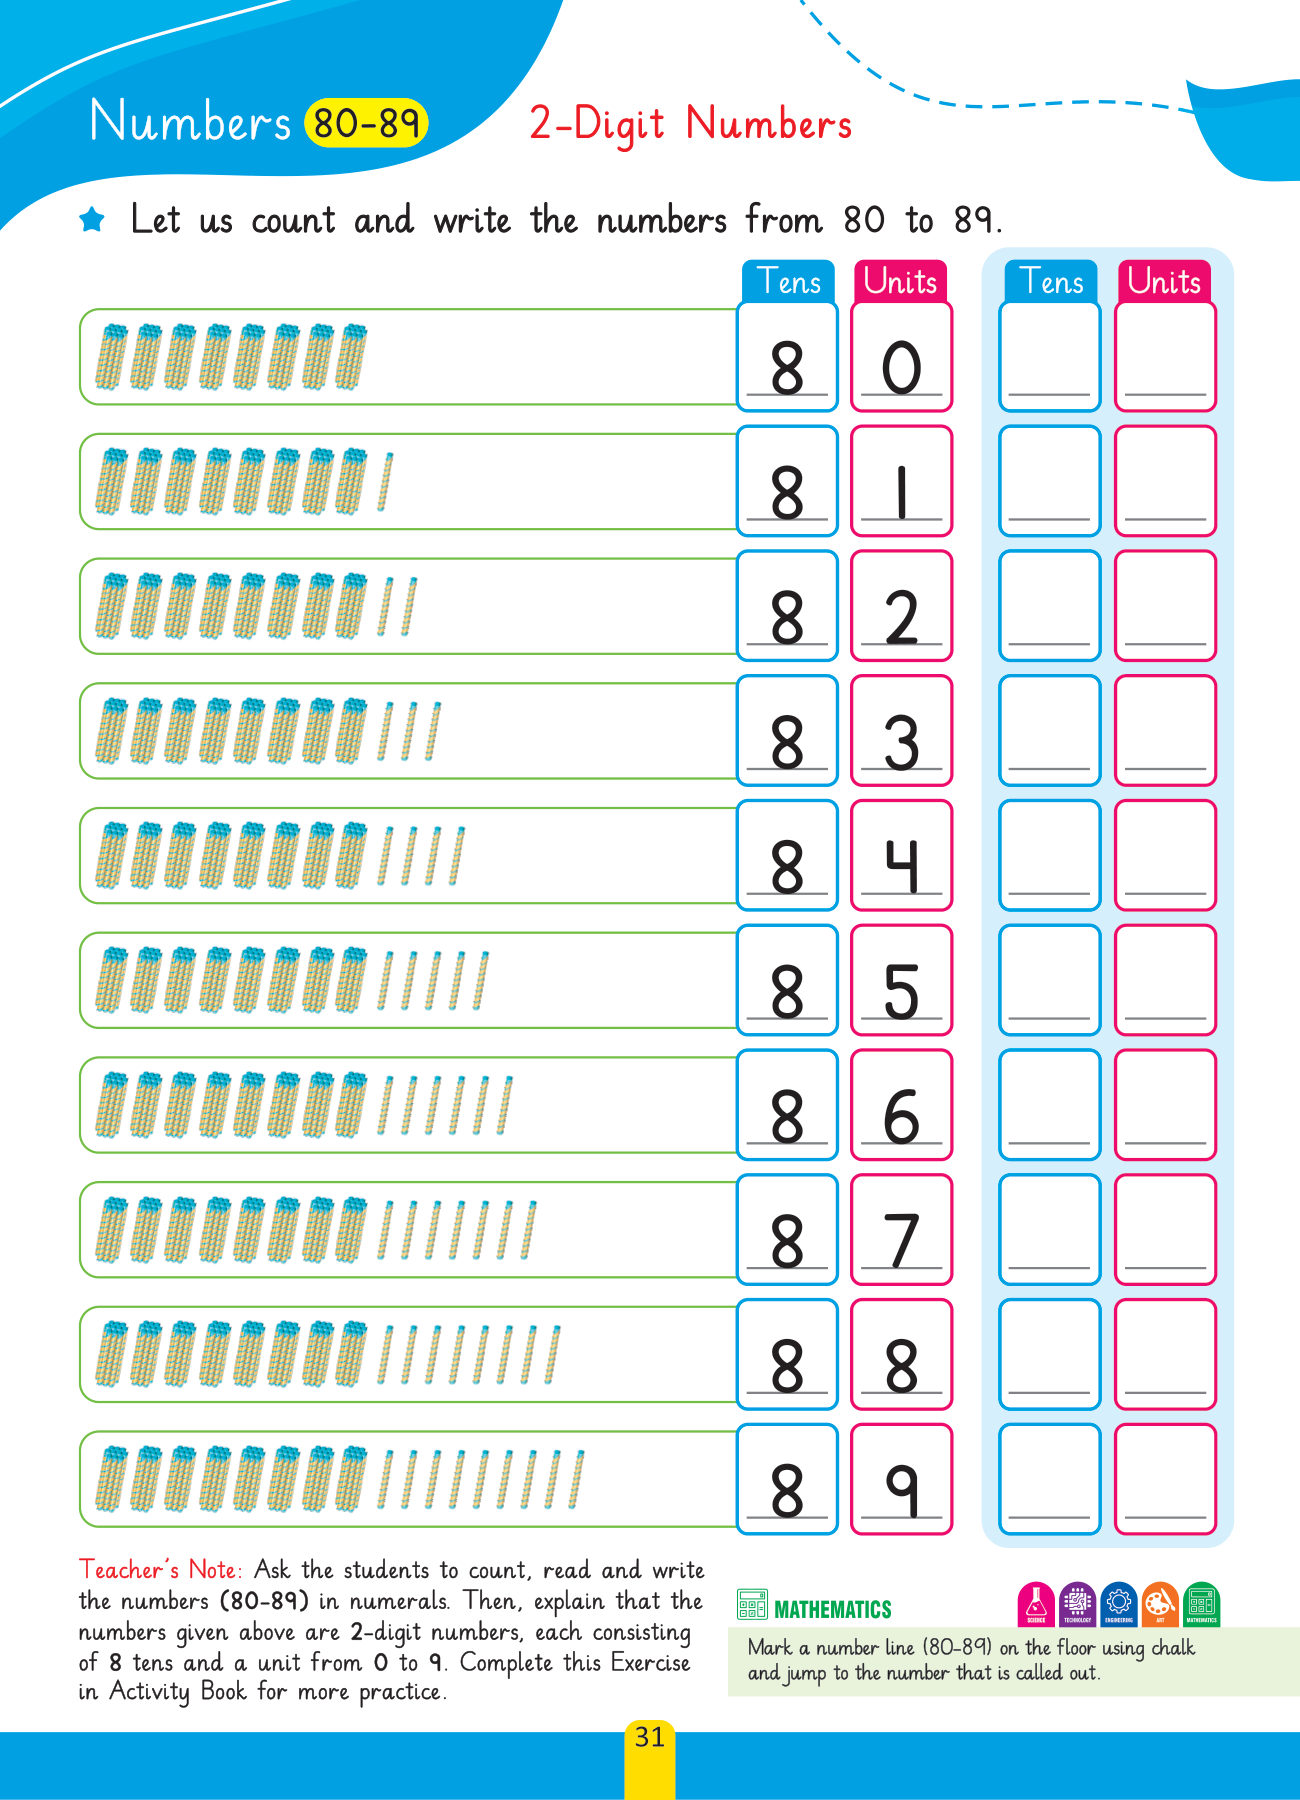 Numbers 80-89
2-Digit Numbers
Let us count and write the numbers from 80 to 89.
Tens Units Tens Units
8 0
8 1
8 2
8 3
8 4
8 5
8 6
8 7
8 8
8 9
Teacher's Note: Ask the students to count, read and write
the numbers (80-89) in numerals. Then, explain that the
numbers given above are 2-digit numbers, each consisting
of 8 tens and a unit from 0 to 9. Complete this Exercise
in Activity Book for more practice.
MATHEMATICS
SCIENCE TECHNOLOGY ENGINEERING ART MATHEMATICS
Mark a number line (80-89) on the floor using chalk
and jump to the number that is called out.
31